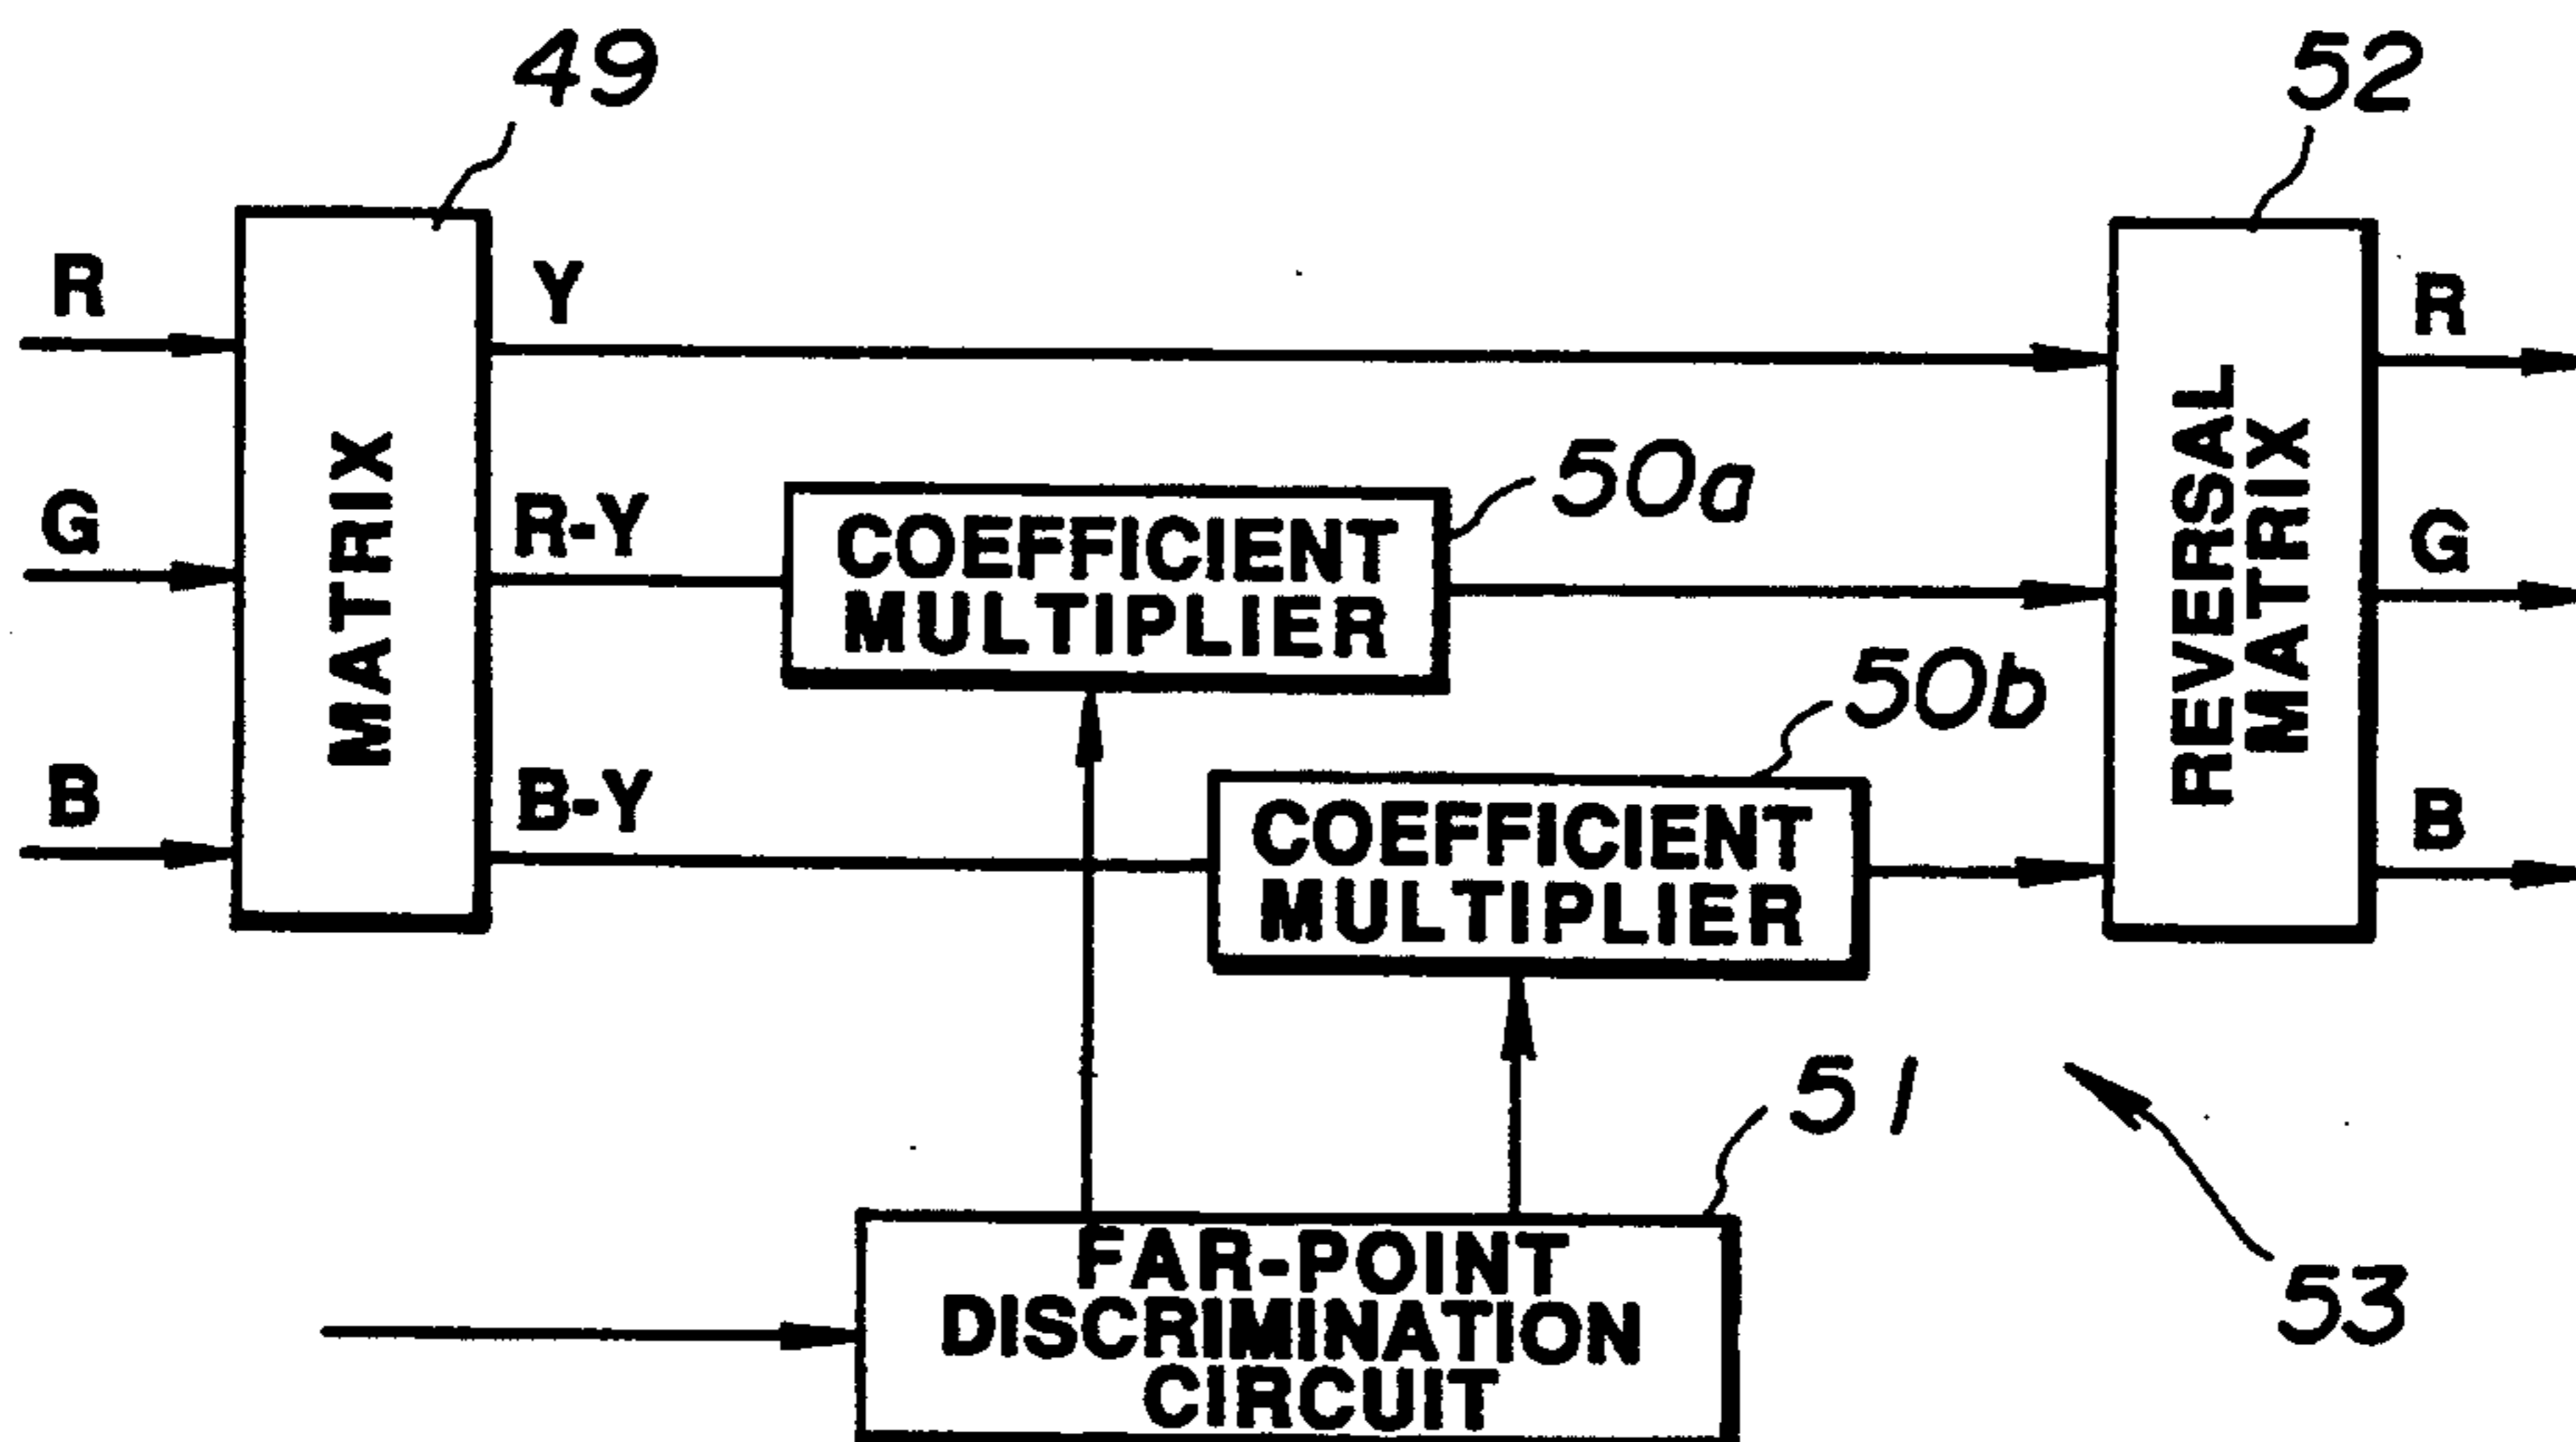 49
52
R
Y
R
MATRIX
REVERSAL
MATRIX
G
R-Y
COEFFICIENT
MULTIPLIER
50a
G
50b
B
B-Y
COEFFICIENT
MULTIPLIER
B
51
FAR-POINT
DISCRIMINATION
CIRCUIT
53